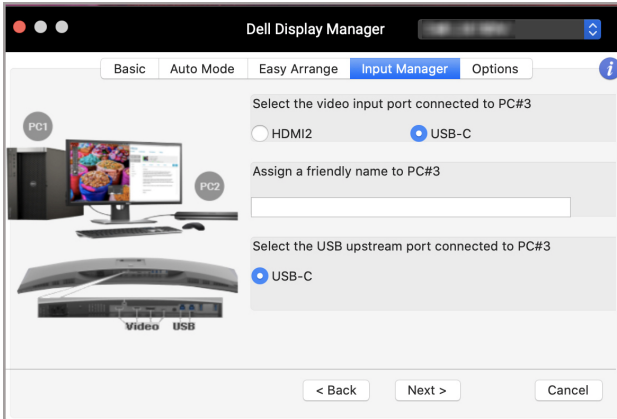 Dell Display Manager
Basic Auto Mode Easy Arrange Input Manager Options i
Select the video input port connected to PC#3
PC1
HDMI2 USB-C
Assign a friendly name to PC#3
PC2
Select the USB upstream port connected to PC#3
USB-C
Video USB
< Back Next > Cancel